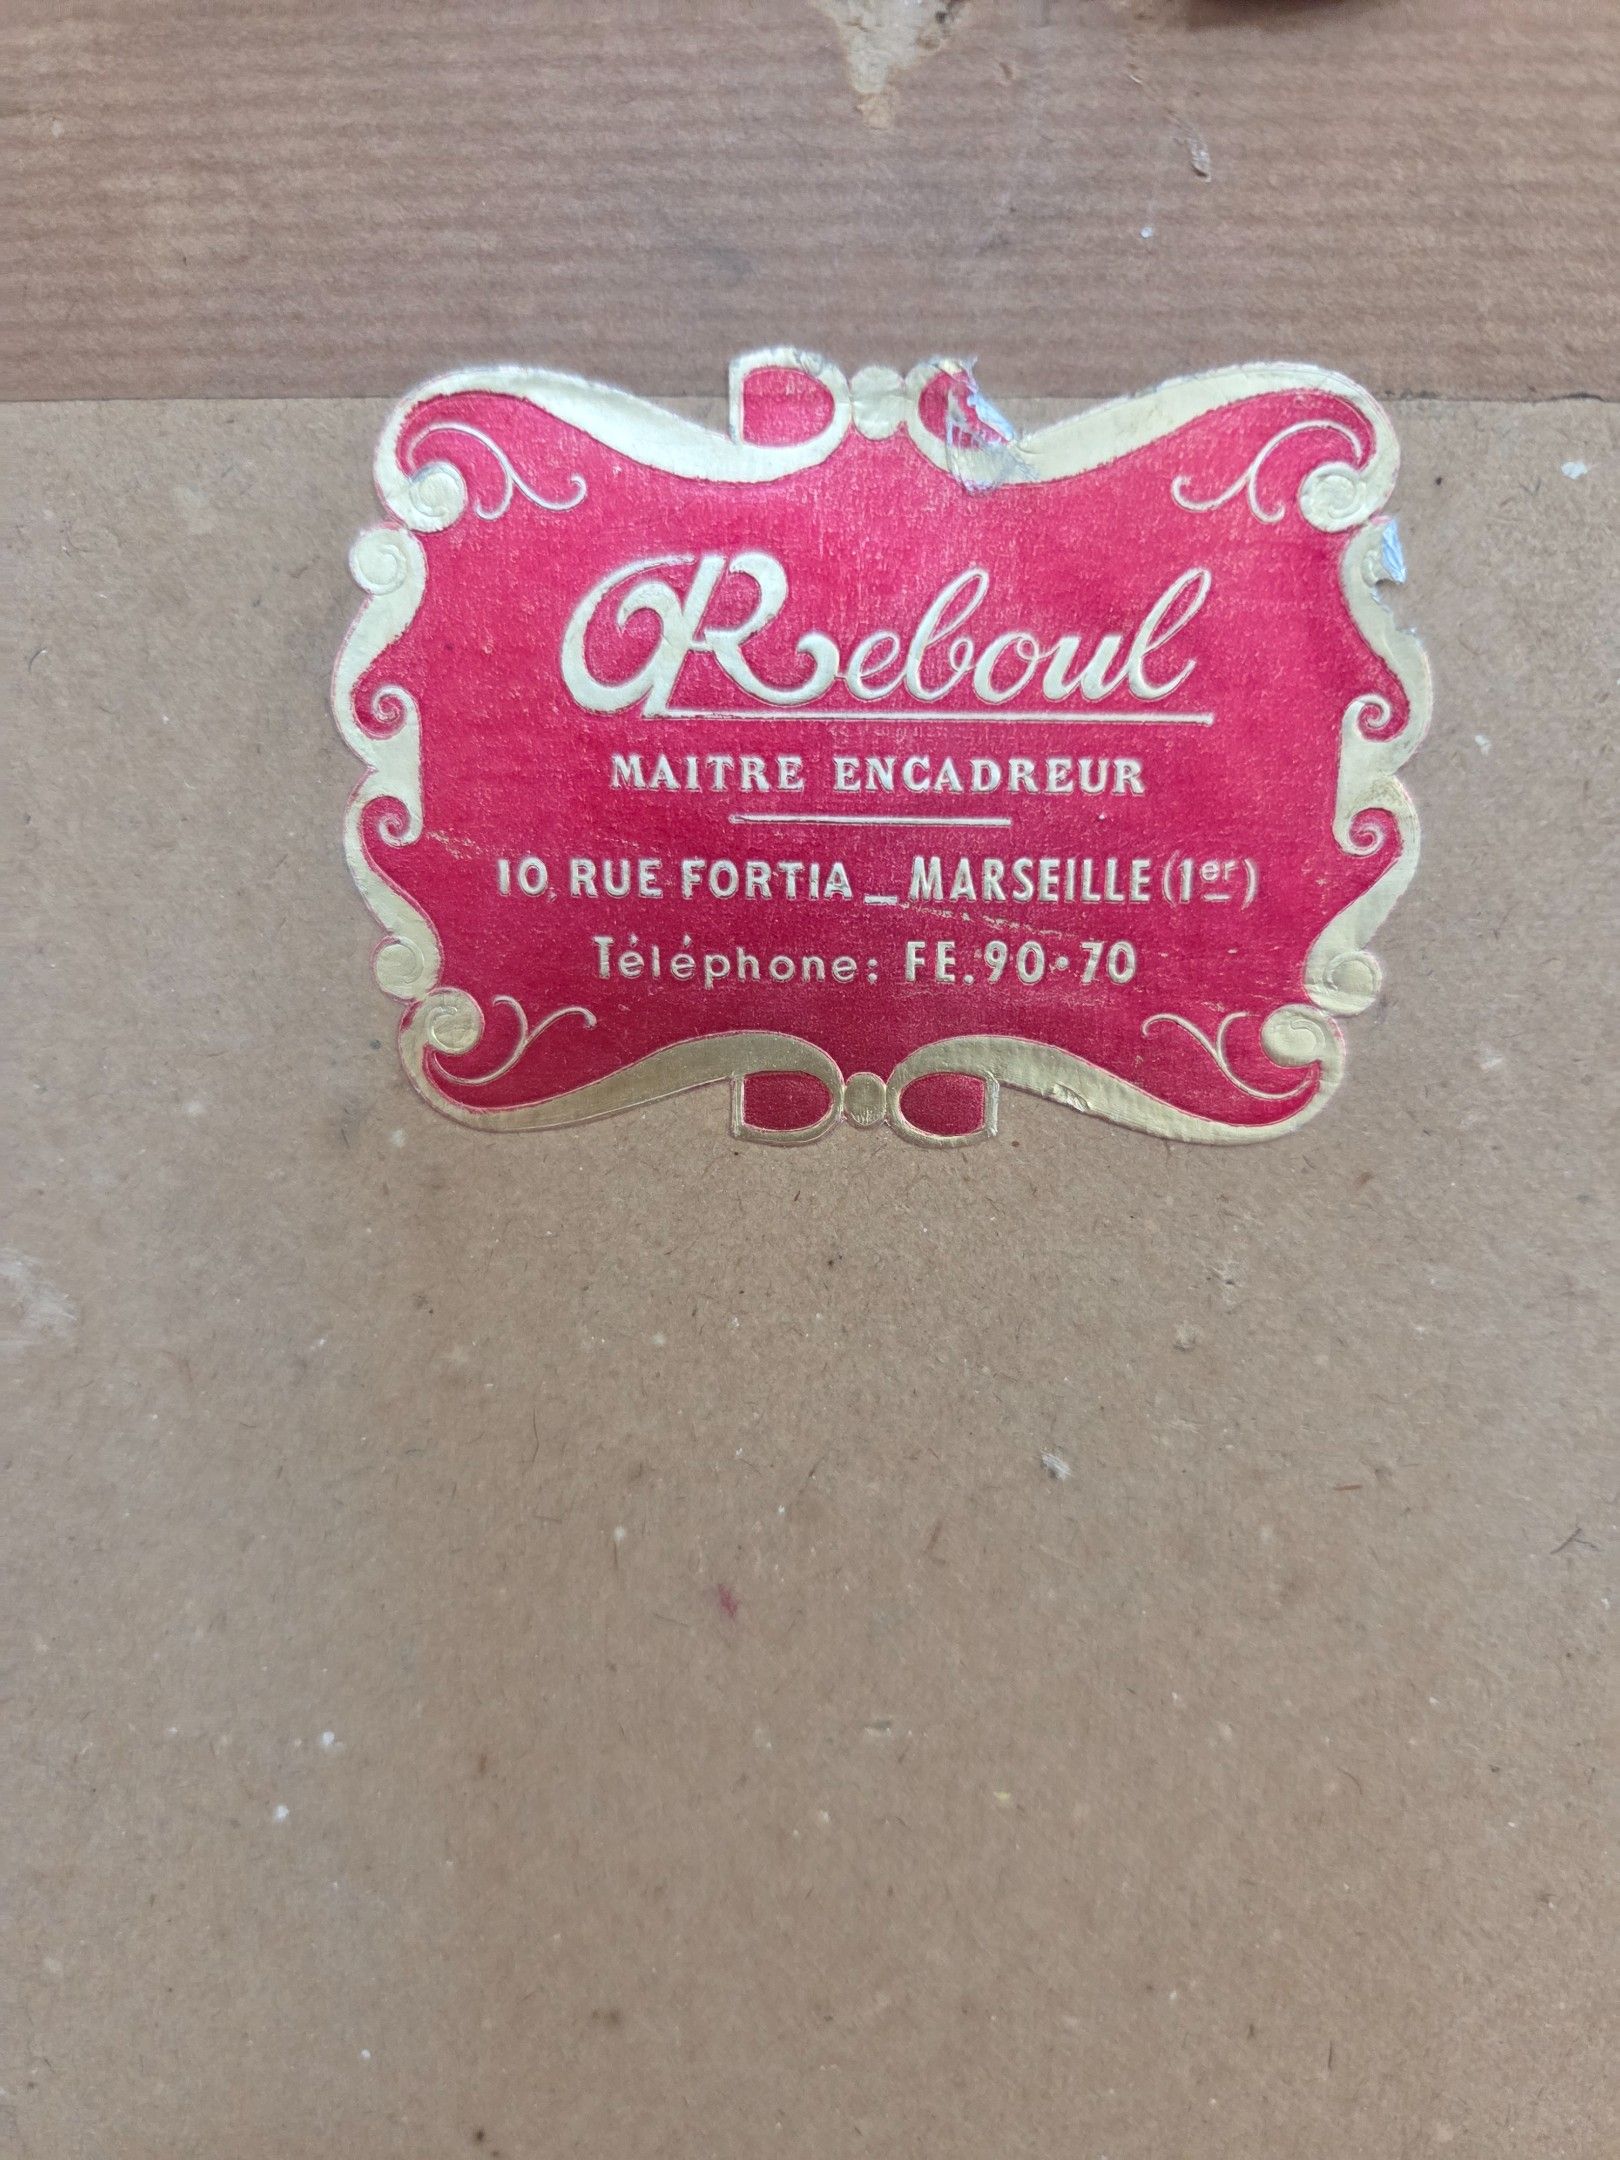 Reboul
MAITRE ENCADREUR
10, RUE FORTIA _ MARSEILLE (1er)
Téléphone: FE.90·70